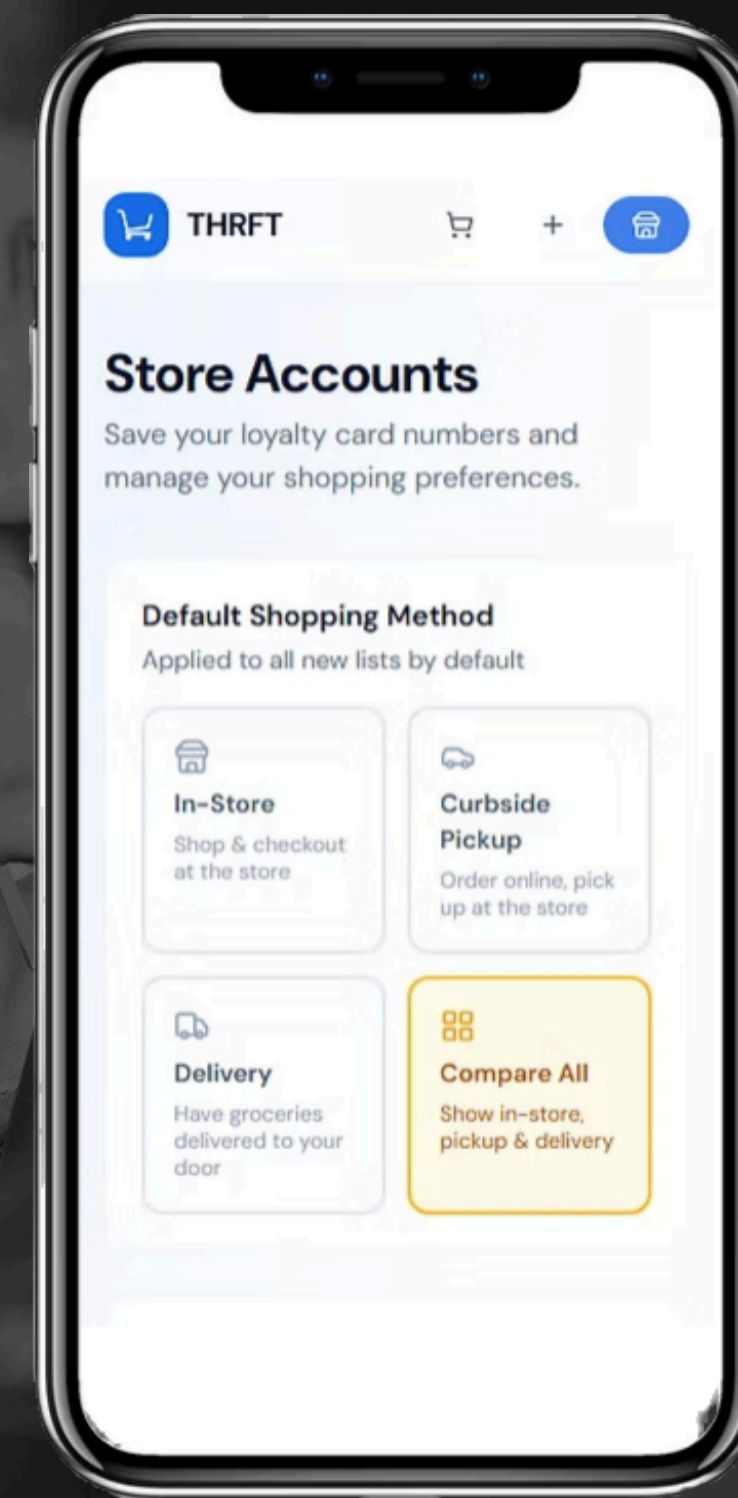 THRFT
Store Accounts
Save your loyalty card numbers and
manage your shopping preferences.
Default Shopping Method
Applied to all new lists by default
In-Store
Shop & checkout
at the store
Curbside
Pickup
Order online, pick
up at the store
Delivery
Have groceries
delivered to your
door
Compare All
Show in-store,
pickup & delivery